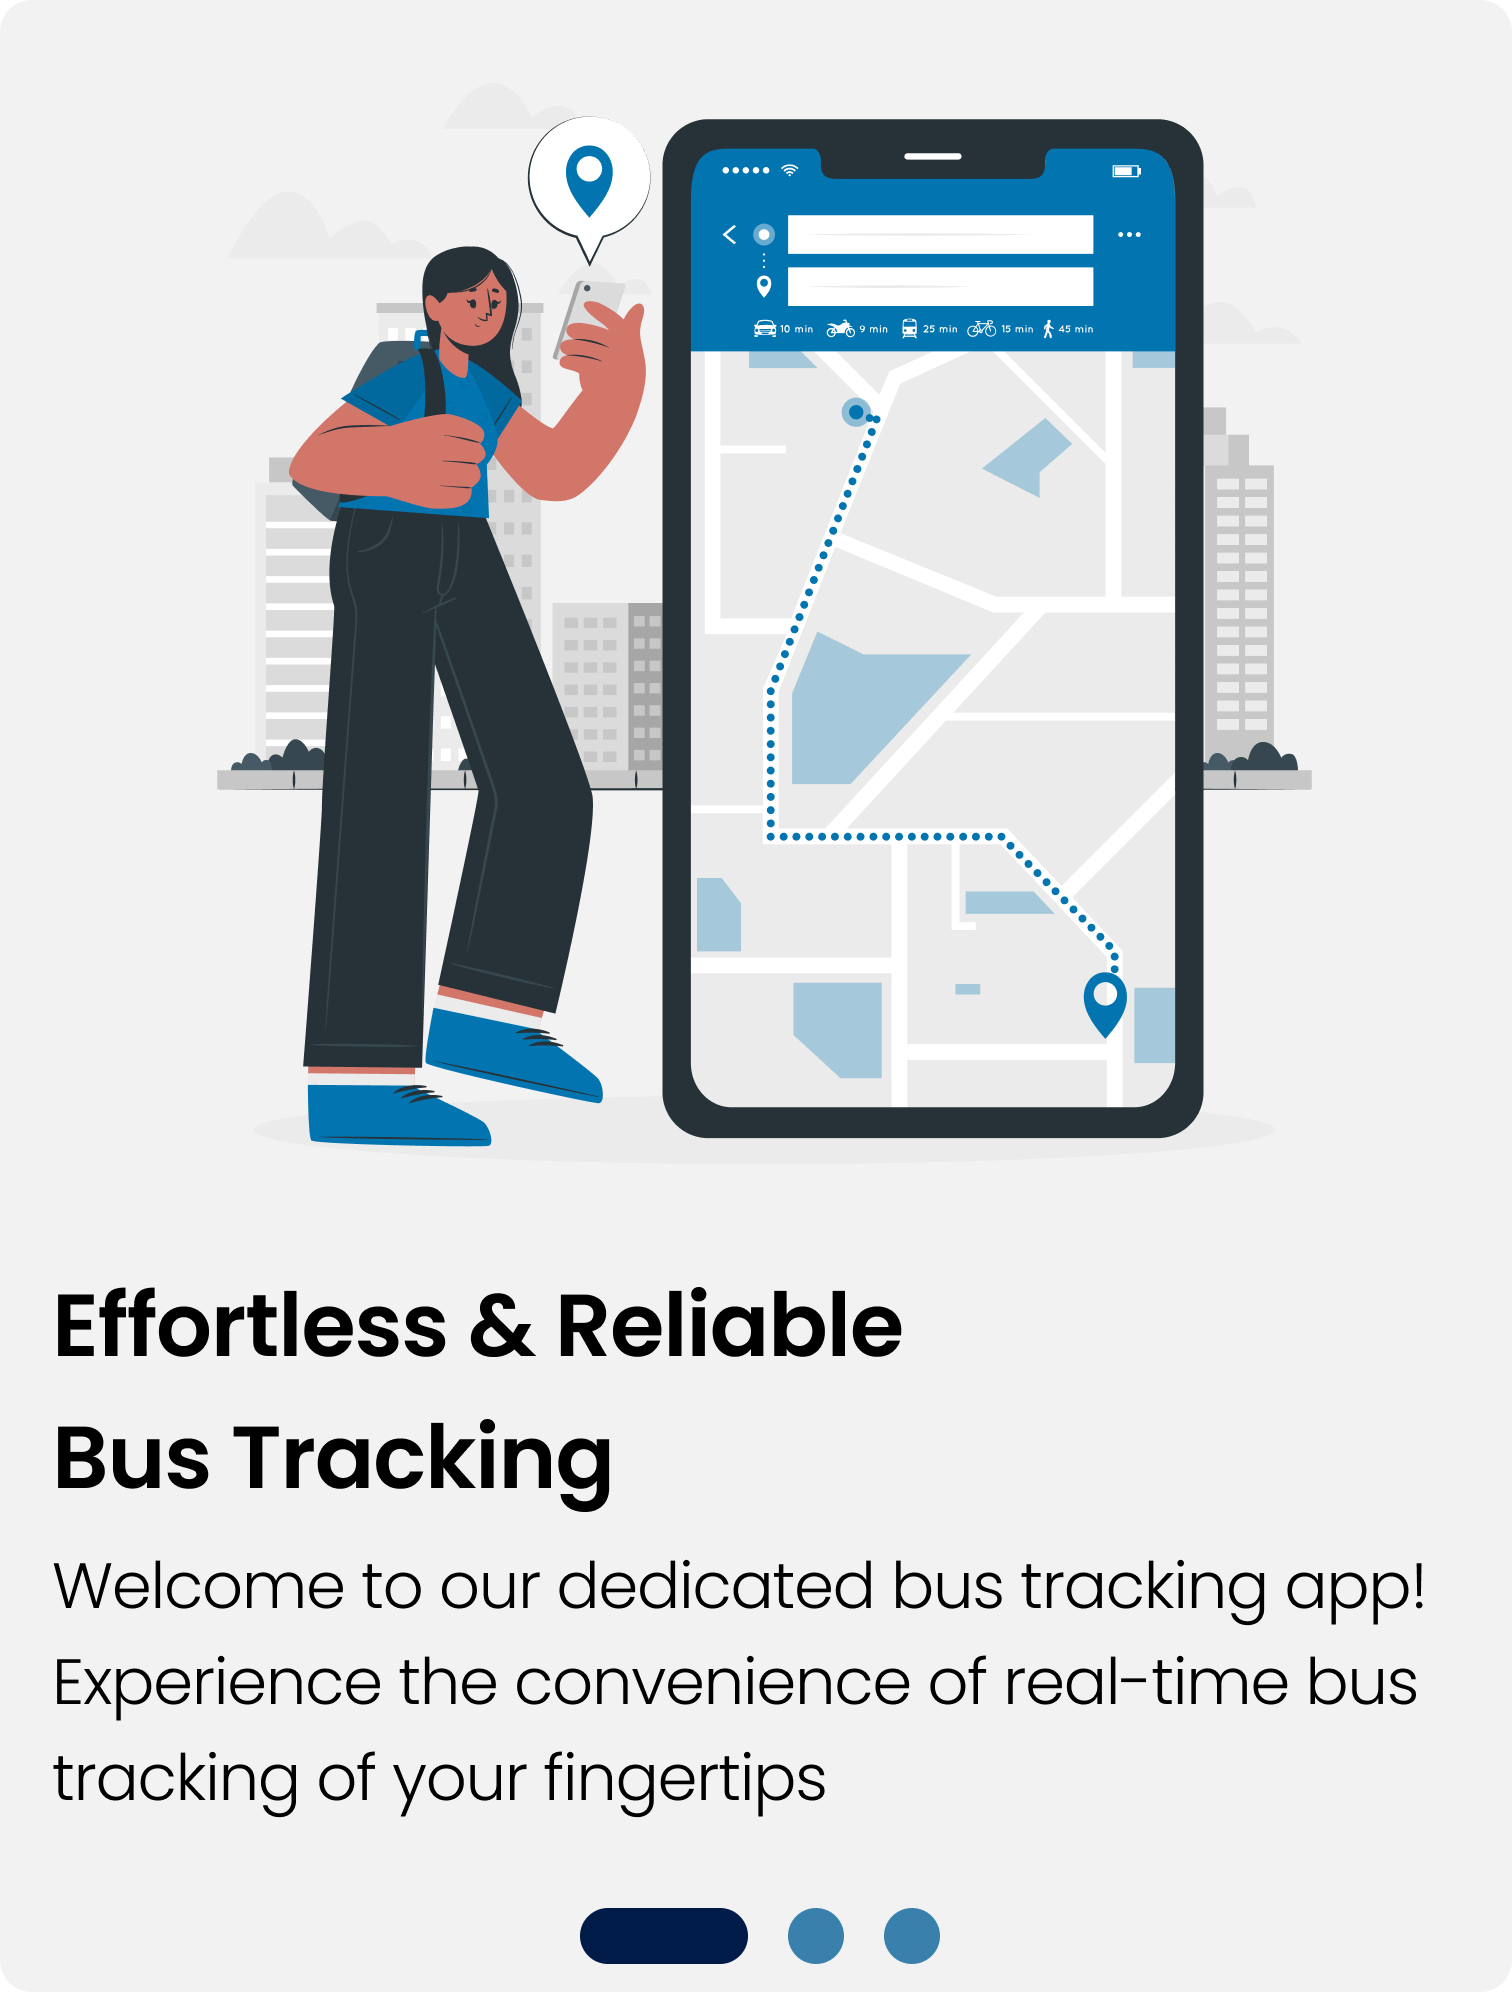 10 min 9 min 25 min 15 min 45 min
Effortless & Reliable
Bus Tracking
Welcome to our dedicated bus tracking app!
Experience the convenience of real-time bus
tracking of your fingertips